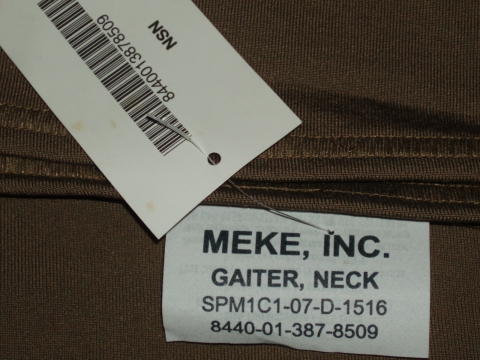 NSN
8440013878509
MEKE, INC.
GAITER, NECK
SPM1C1-07-D-1516
8440-01-387-8509